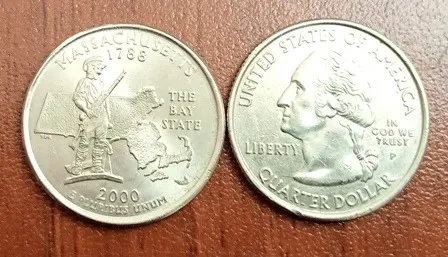 MASSACHUSETTS
1788
THE
BAY
STATE
2000
E PLURIBUS UNUM
UNITED STATES OF AMERICA
LIBERTY
IN
GOD WE
TRUST
P
QUARTER DOLLAR